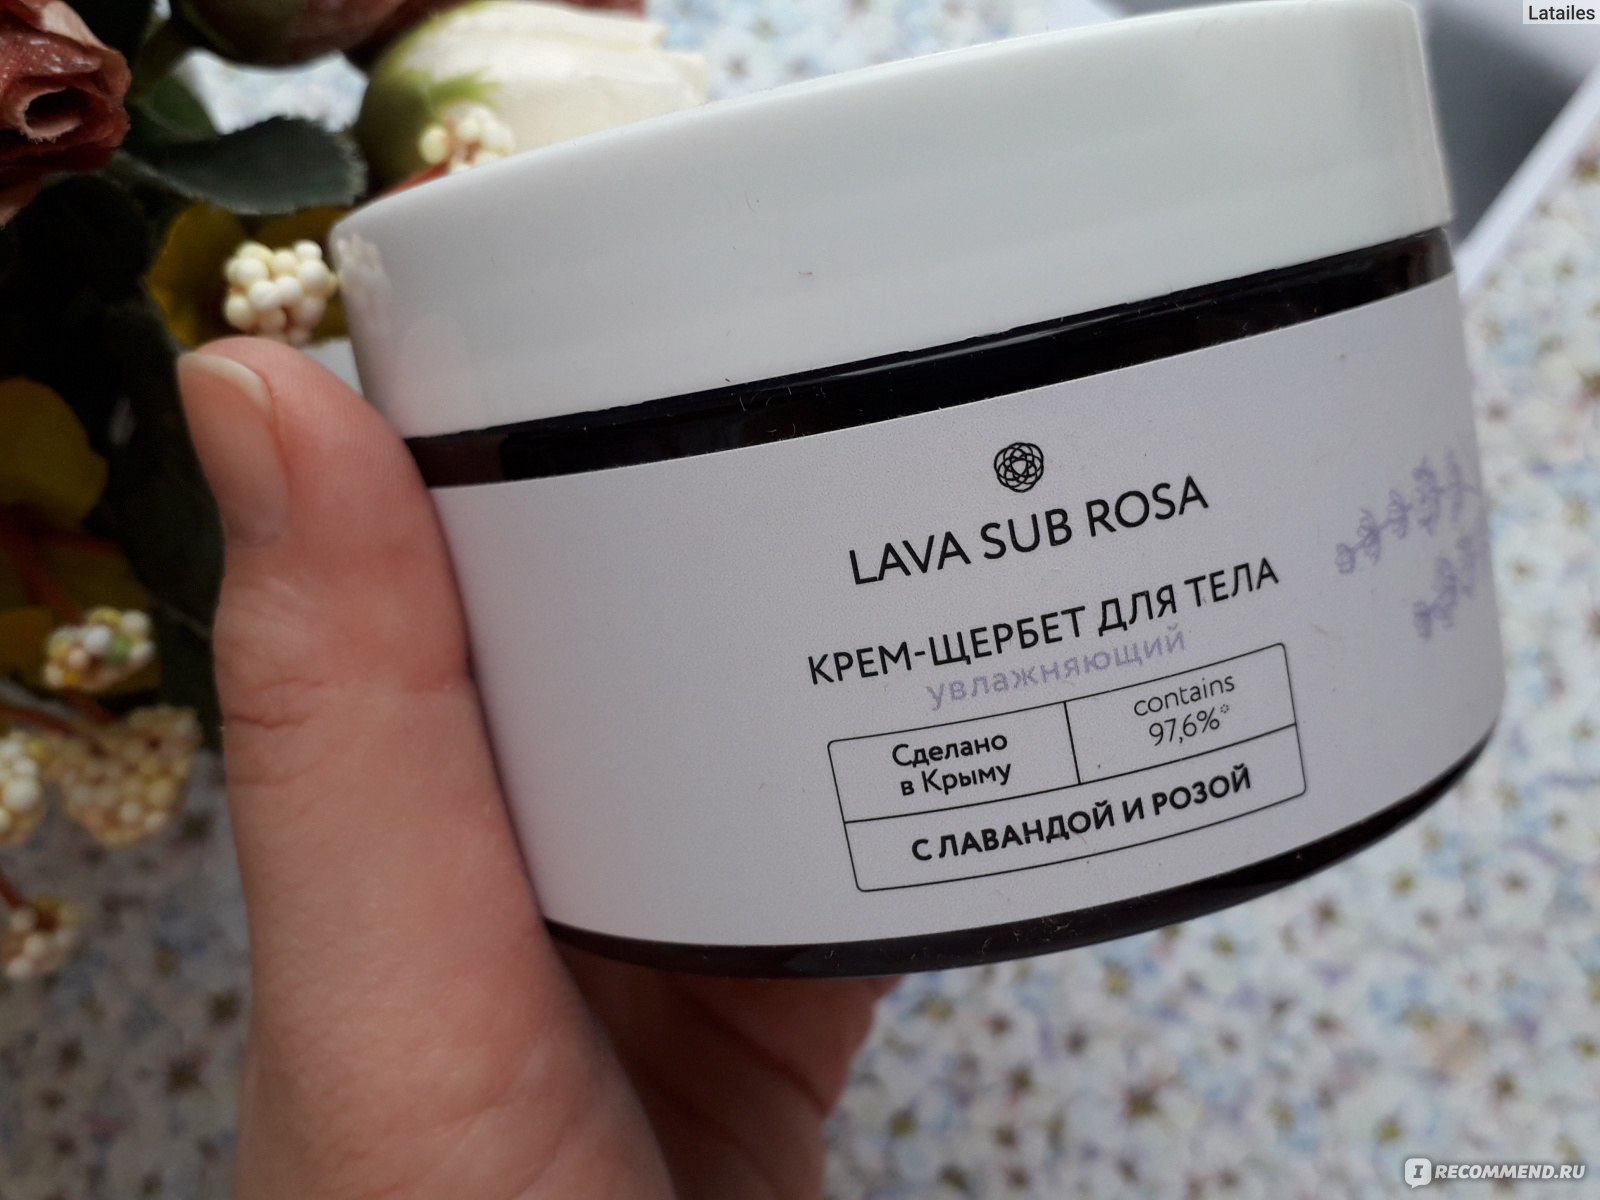 Latailes
LAVA SUB ROSA
КРЕМ-ЩЕРБЕТ ДЛЯ ТЕЛА
увлажняющий
Сделано
в Крыму
contains
97,6%*
С ЛАВАНДОЙ И РОЗОЙ
IRECOMMEND.RU